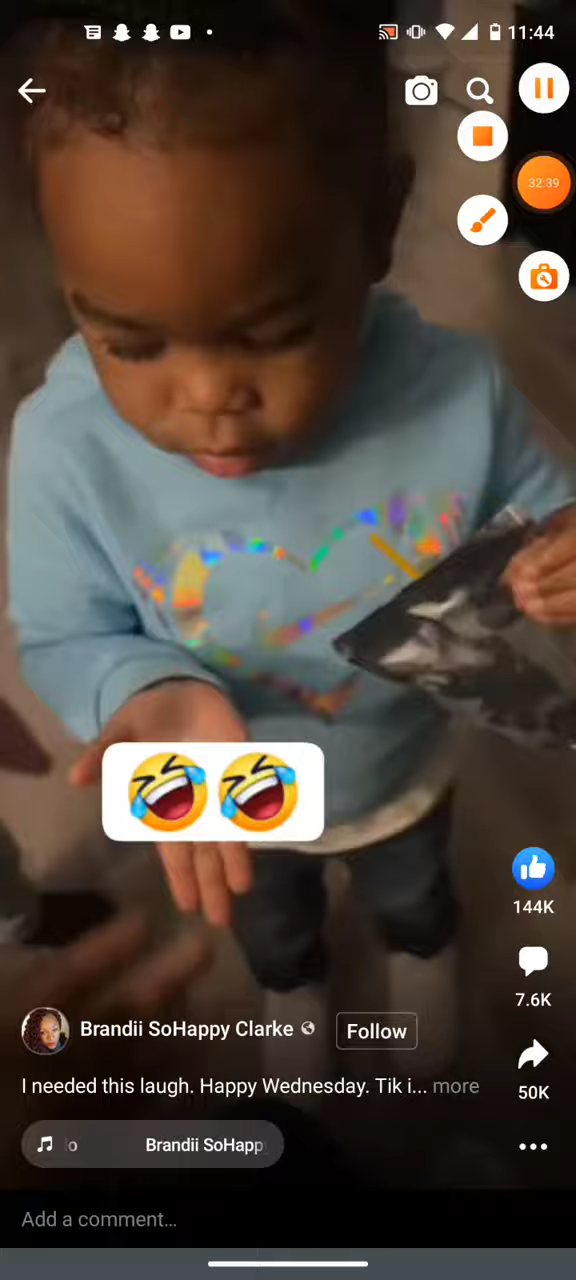 11:44
32:39
144K
7.6K
Brandii SoHappy Clarke
Follow
I needed this laugh. Happy Wednesday. Tik i... more
50K
Brandii SoHapp
Add a comment...